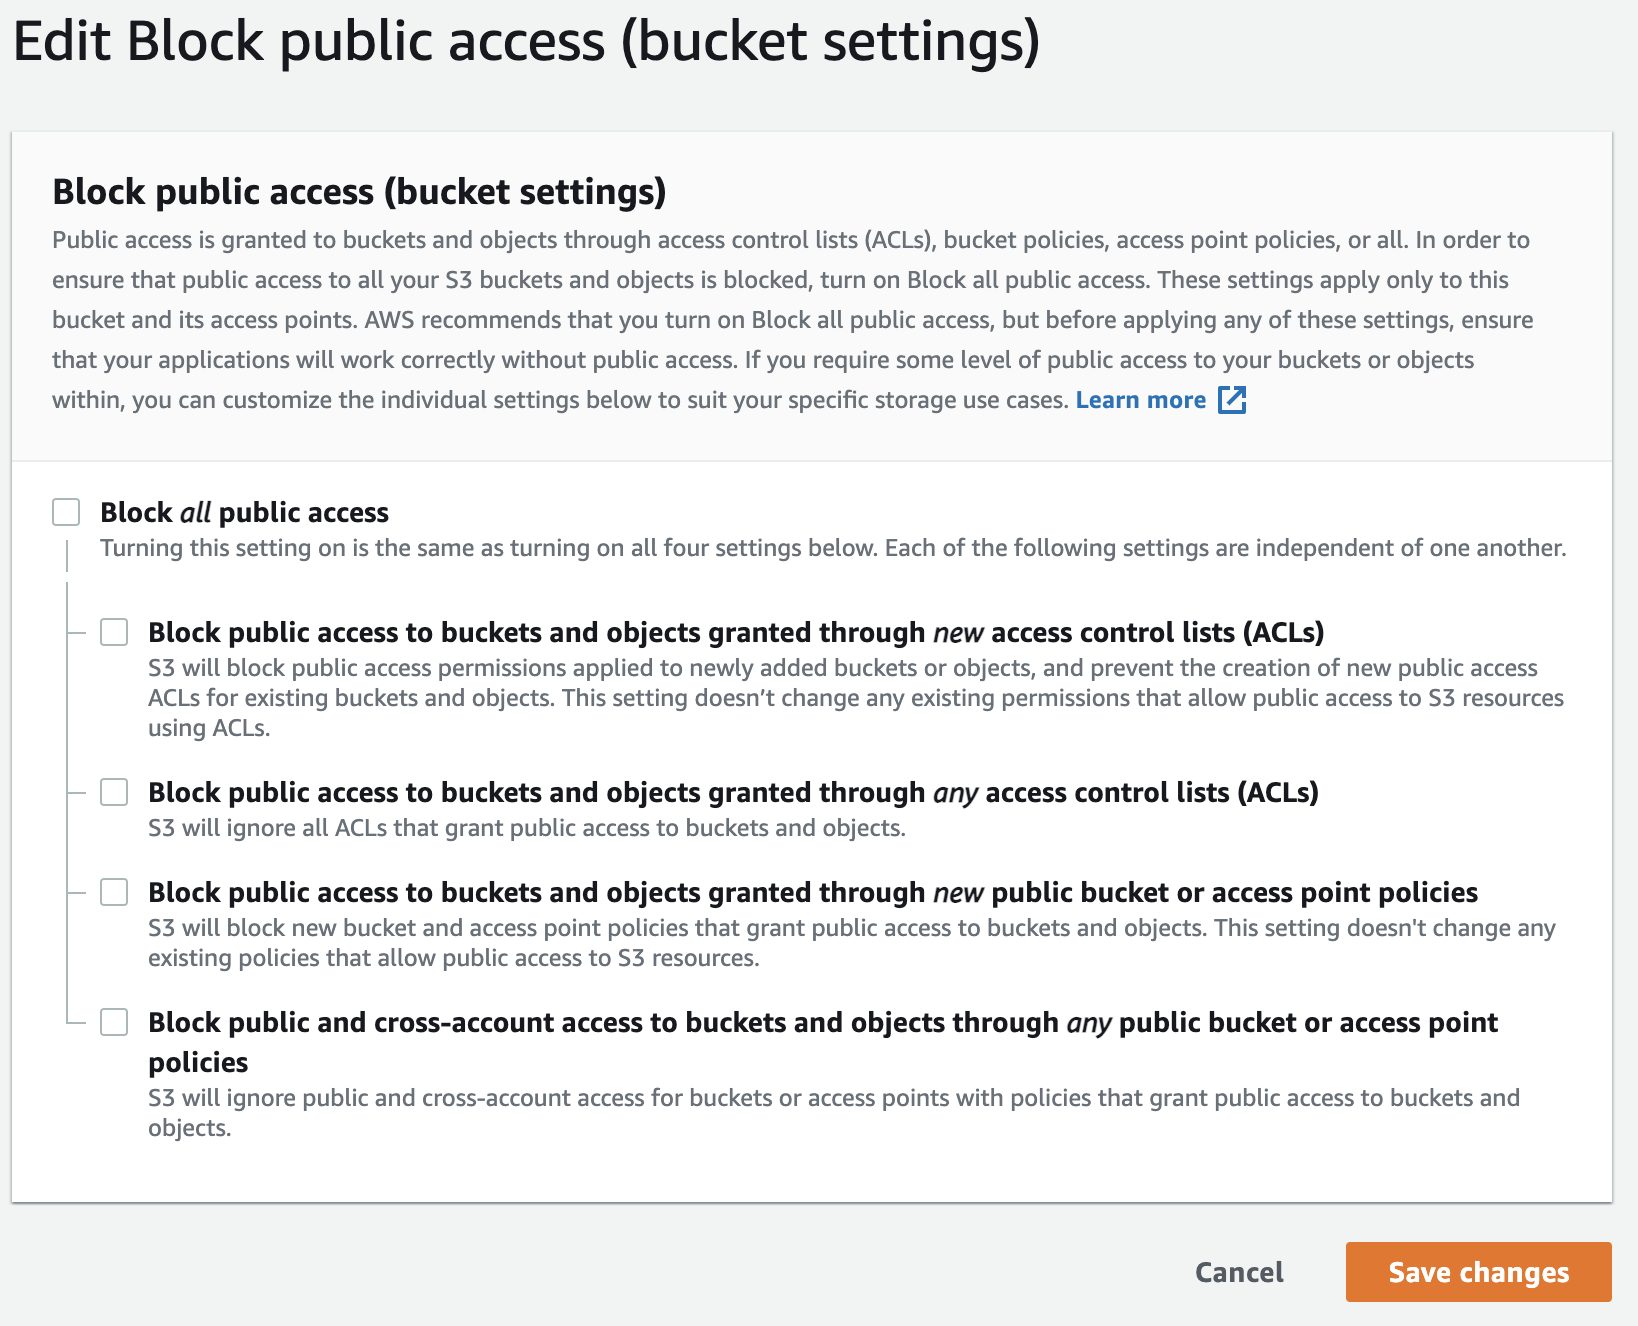 Edit Block public access (bucket settings)
Block public access (bucket settings)
Public access is granted to buckets and objects through access control lists (ACLs), bucket policies, access point policies, or all. In order to
ensure that public access to all your S3 buckets and objects is blocked, turn on Block all public access. These settings apply only to this
bucket and its access points. AWS recommends that you turn on Block all public access, but before applying any of these settings, ensure
that your applications will work correctly without public access. If you require some level of public access to your buckets or objects
within, you can customize the individual settings below to suit your specific storage use cases. Learn more
Block all public access
Turning this setting on is the same as turning on all four settings below. Each of the following settings are independent of one another.
Block public access to buckets and objects granted through new access control lists (ACLs)
S3 will block public access permissions applied to newly added buckets or objects, and prevent the creation of new public access
ACLs for existing buckets and objects. This setting doesn’t change any existing permissions that allow public access to S3 resources
using ACLs.
Block public access to buckets and objects granted through any access control lists (ACLs)
S3 will ignore all ACLs that grant public access to buckets and objects.
Block public access to buckets and objects granted through new public bucket or access point policies
S3 will block new bucket and access point policies that grant public access to buckets and objects. This setting doesn't change any
existing policies that allow public access to S3 resources.
Block public and cross-account access to buckets and objects through any public bucket or access point
policies
S3 will ignore public and cross-account access for buckets or access points with policies that grant public access to buckets and
objects.
Cancel
Save changes